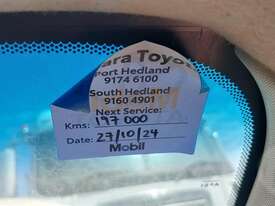 ara Toyo
Port Hedland
9174 6100
South Hedland
9160 4901
Next Service:
Kms: 197 000
Date: 27/10/24
Mobil